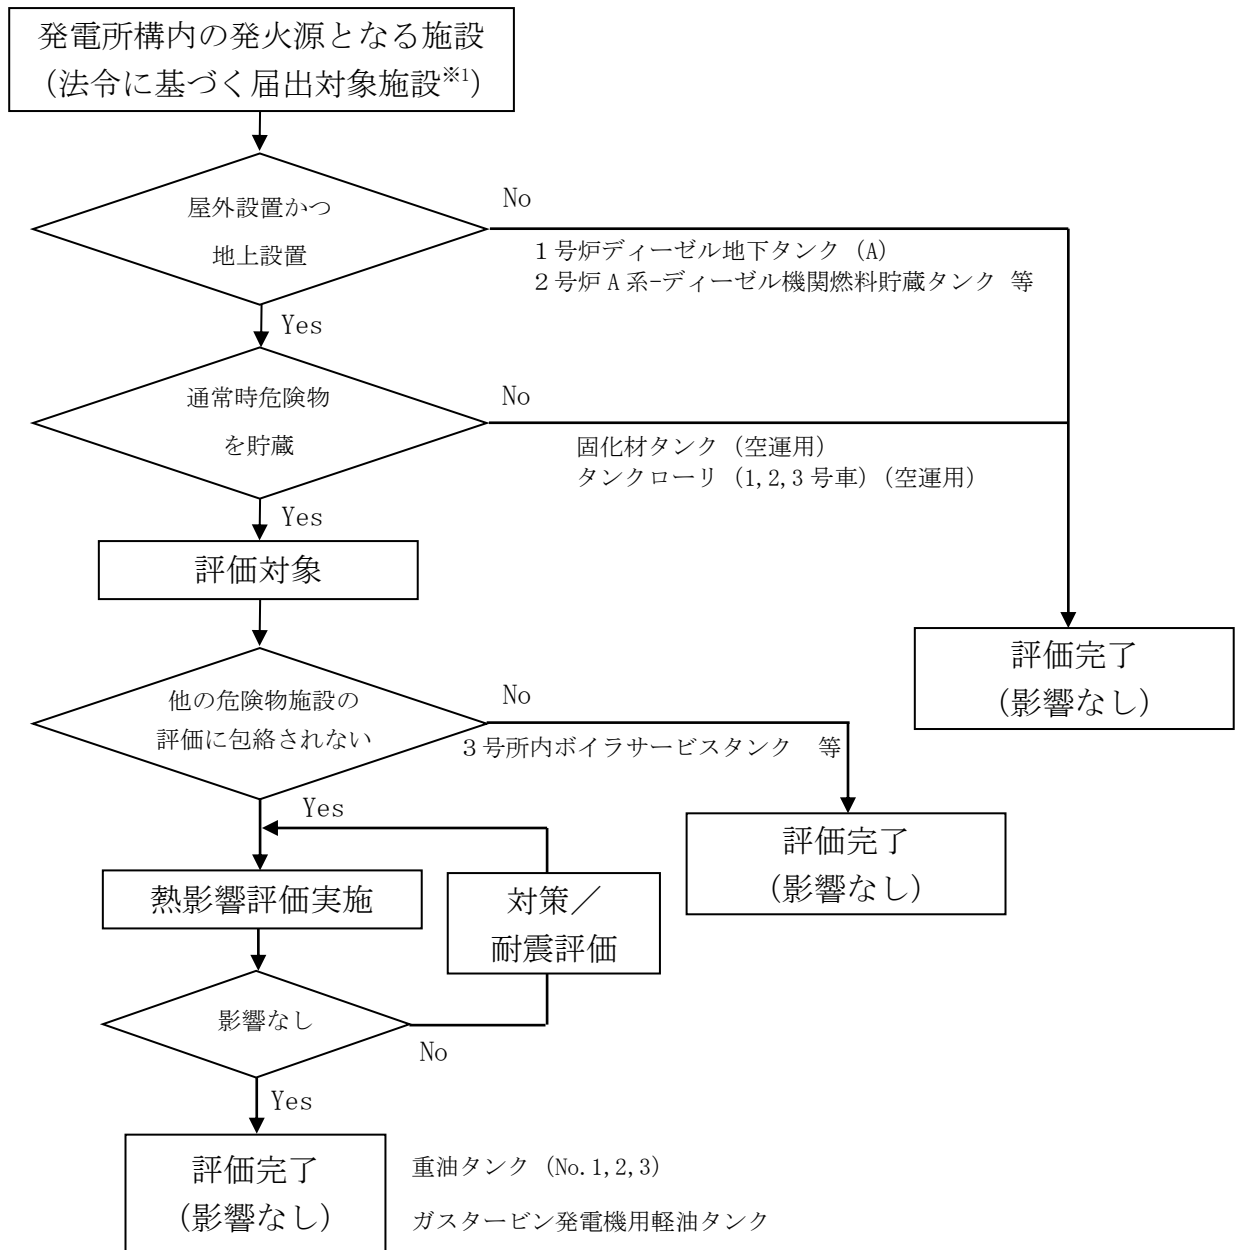 発電所構内の発火源となる施設
(法令に基づく届出対象施設※1)
屋外設置かつ
地上設置
No
1号炉ディーゼル地下タンク (A)
2号炉 A 系-ディーゼル機関燃料貯蔵タンク 等
Yes
通常時危険物
を貯蔵
No
固化材タンク (空運用)
タンクローリ (1,2,3 号車) (空運用)
Yes
評価対象
他の危険物施設の
評価に包絡されない
No
3号所内ボイラサービスタンク 等
評価完了
(影響なし)
Yes
評価完了
(影響なし)
熱影響評価実施
対策/
耐震評価
影響なし
No
Yes
評価完了
(影響なし)
重油タンク (No.1,2,3)
ガスタービン発電機用軽油タンク